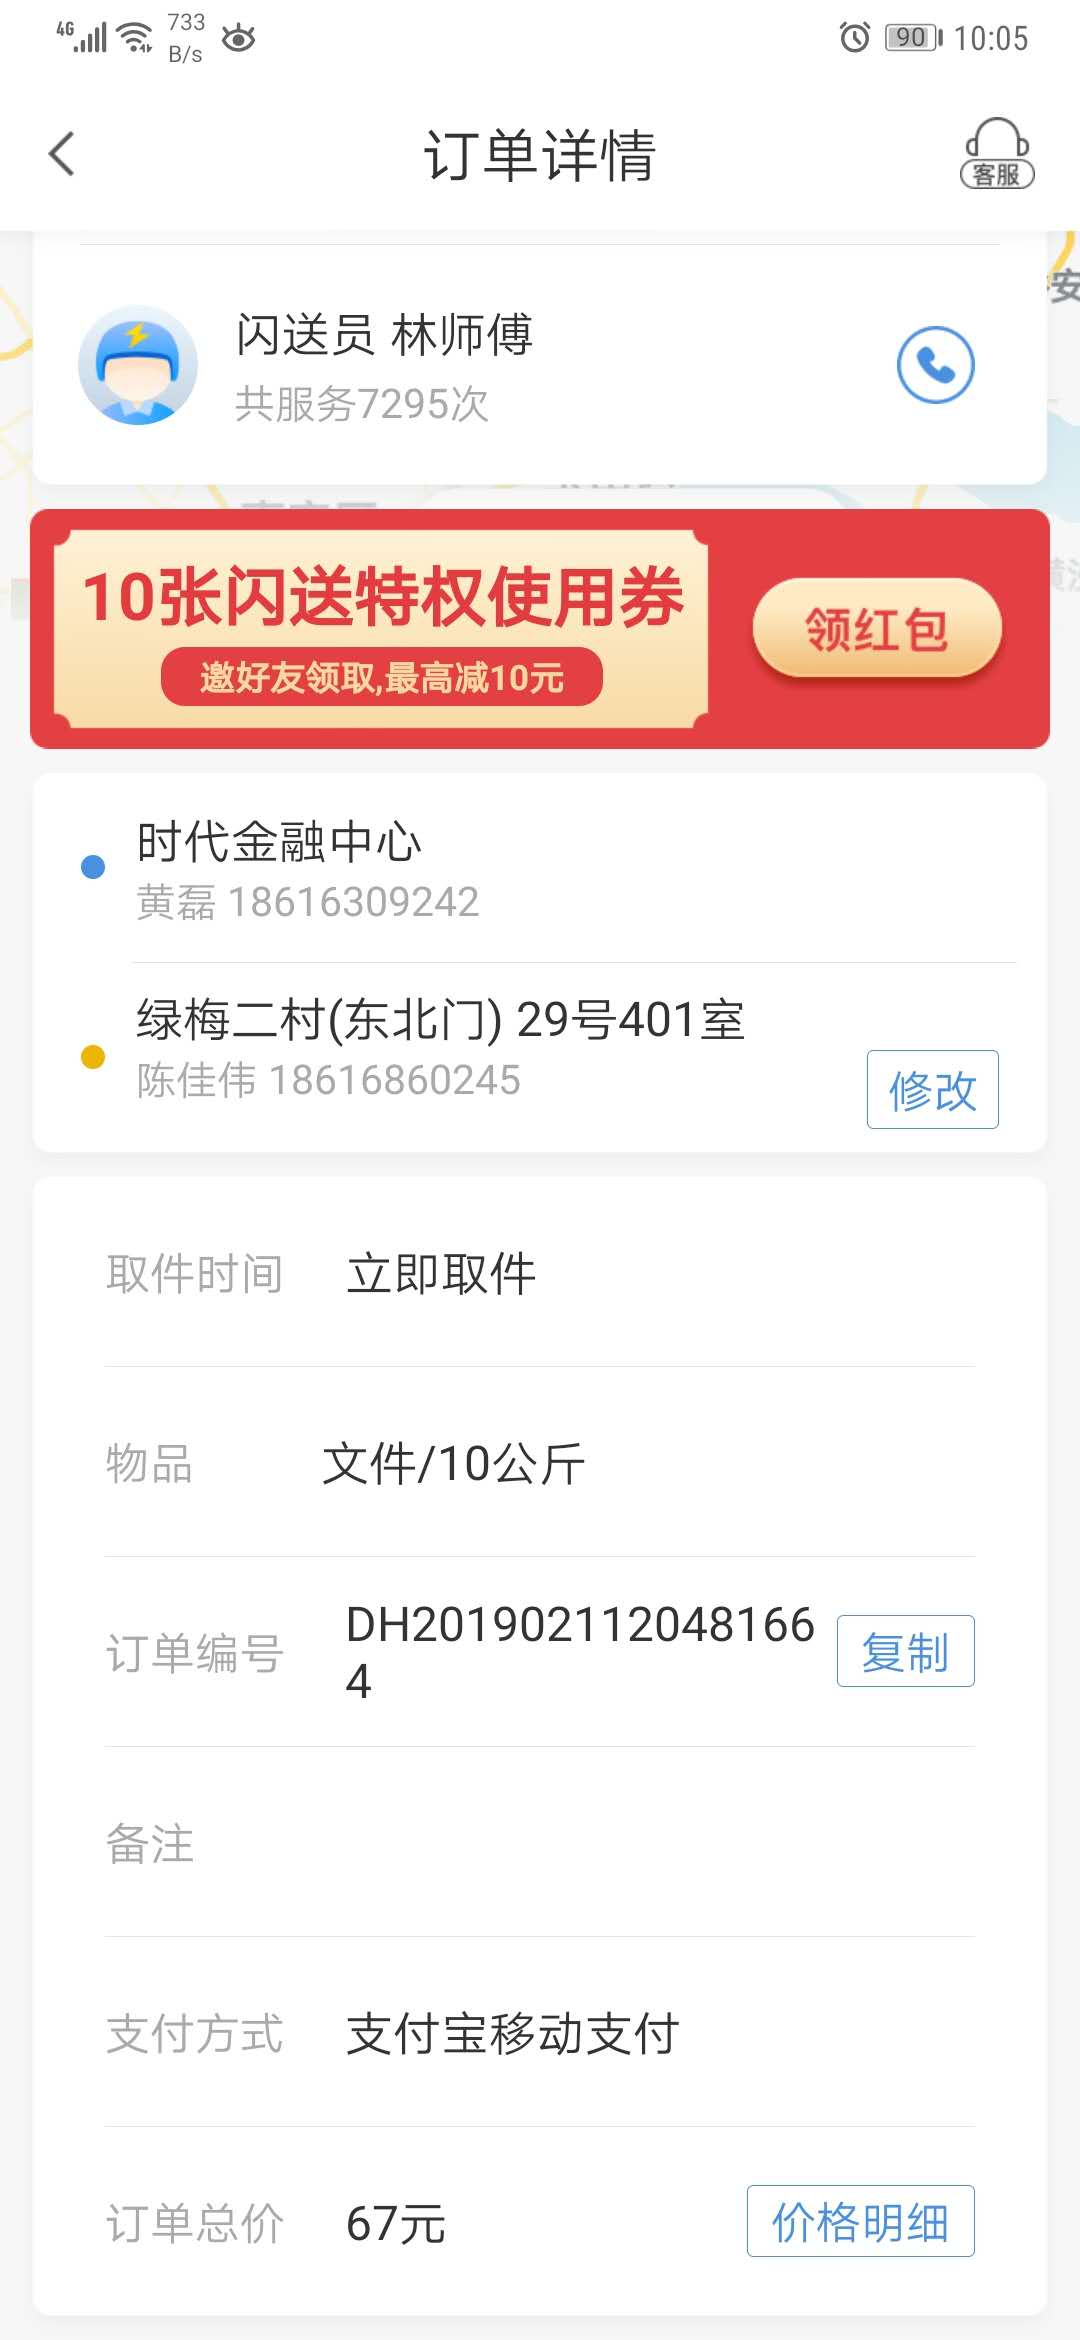 4G 733 B/s 90 10:05
订单详情
客服
安
闪送员 林师傅
共服务7295次
10张闪送特权使用券
领红包
邀好友领取,最高减10元
时代金融中心
黄磊 18616309242
绿梅二村(东北门) 29号401室
陈佳伟 18616860245
修改
取件时间 立即取件
物品 文件/10公斤
订单编号 DH201902112048166
4
复制
备注
支付方式 支付宝移动支付
订单总价 67元 价格明细